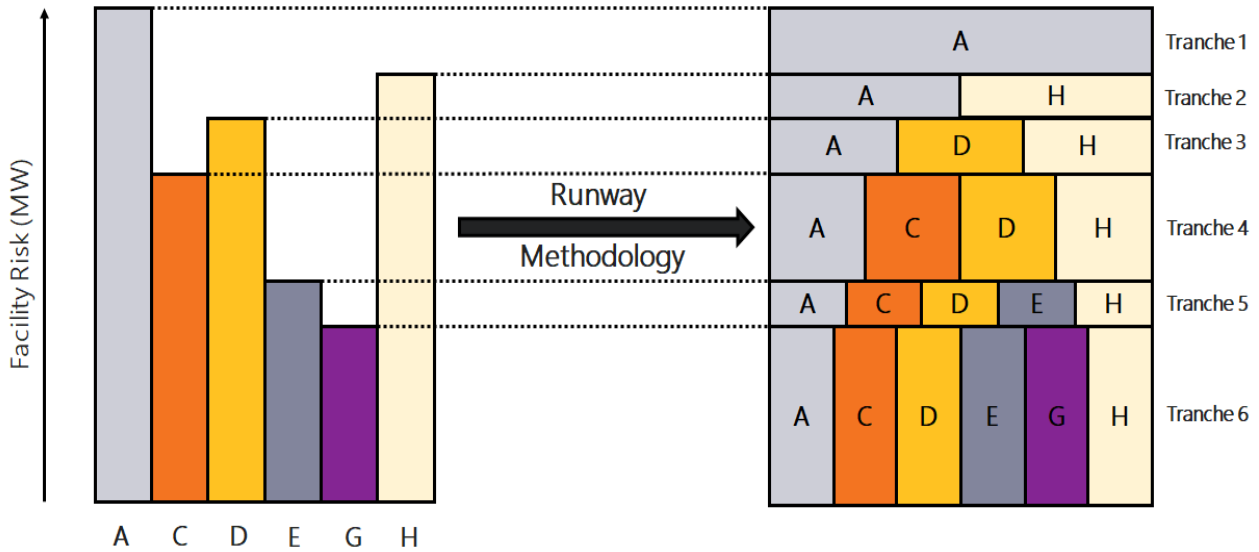 Facility Risk (MW)
A C D E G H
Runway
Methodology
A Tranche 1
A H Tranche 2
A D H Tranche 3
A C D H Tranche 4
A C D E H Tranche 5
A C D E G H Tranche 6